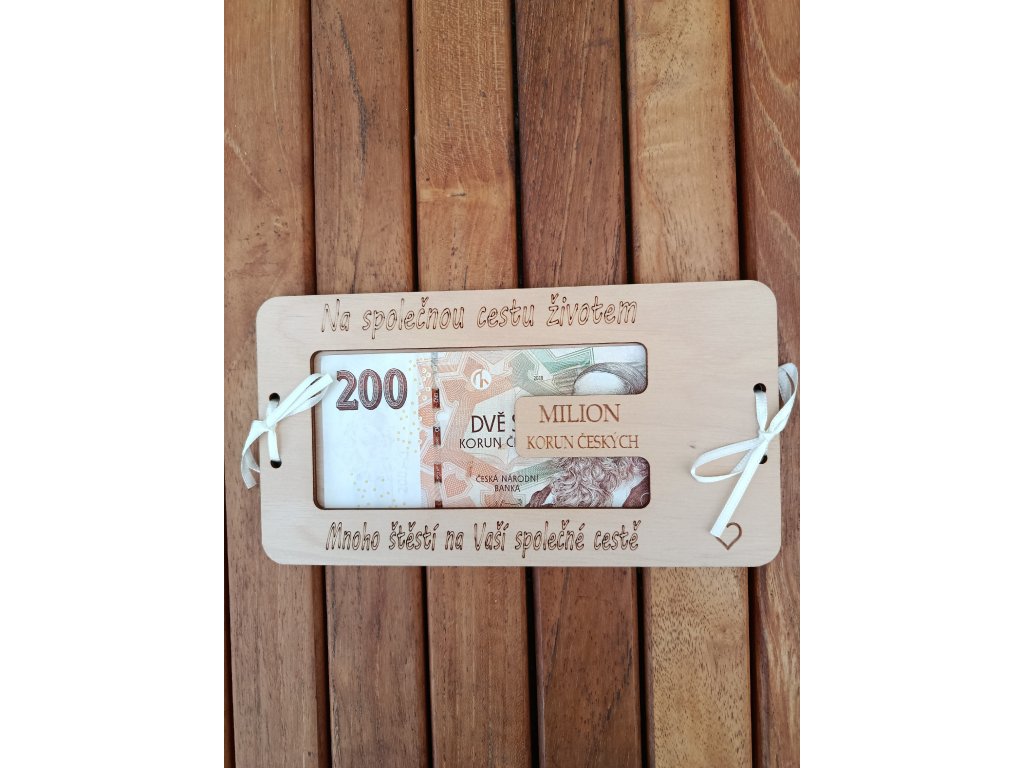 Na společnou cestu životem
200
DVĚ S
KORUN Č
ČESKÁ NÁRODNÍ
BANKA
MILION
KORUN ČESKÝCH
Mnoho štěstí na Vaší společné cestě